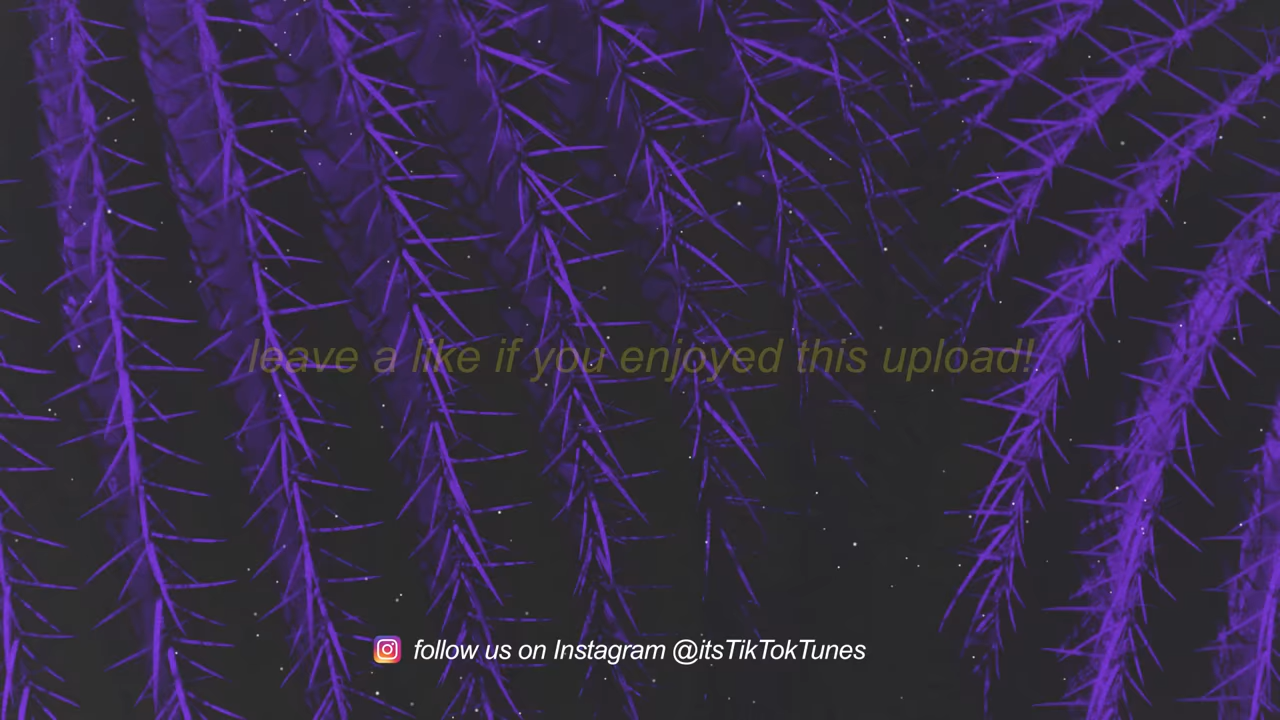 leave a like if you enjoyed this upload!
follow us on Instagram @itsTikTokTunes